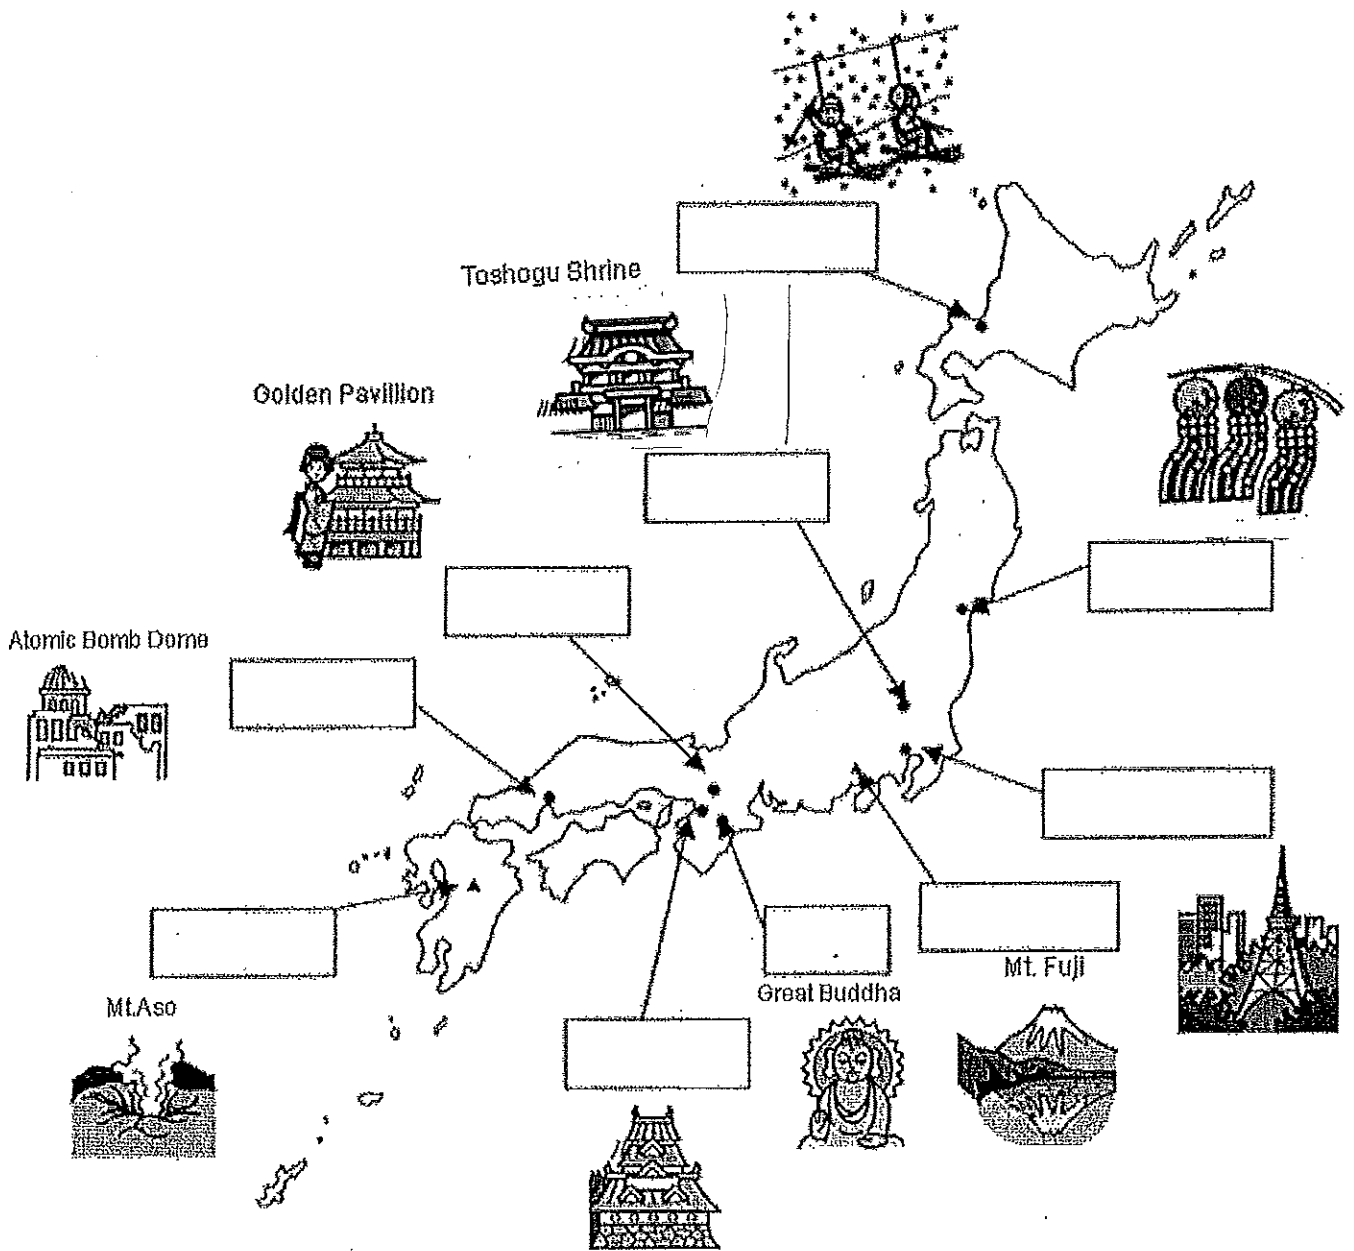 Toshogu Shrine
Golden Pavillion
Atomic Bomb Dome
Mt. Fuji
Great Buddha
Mt.Aso